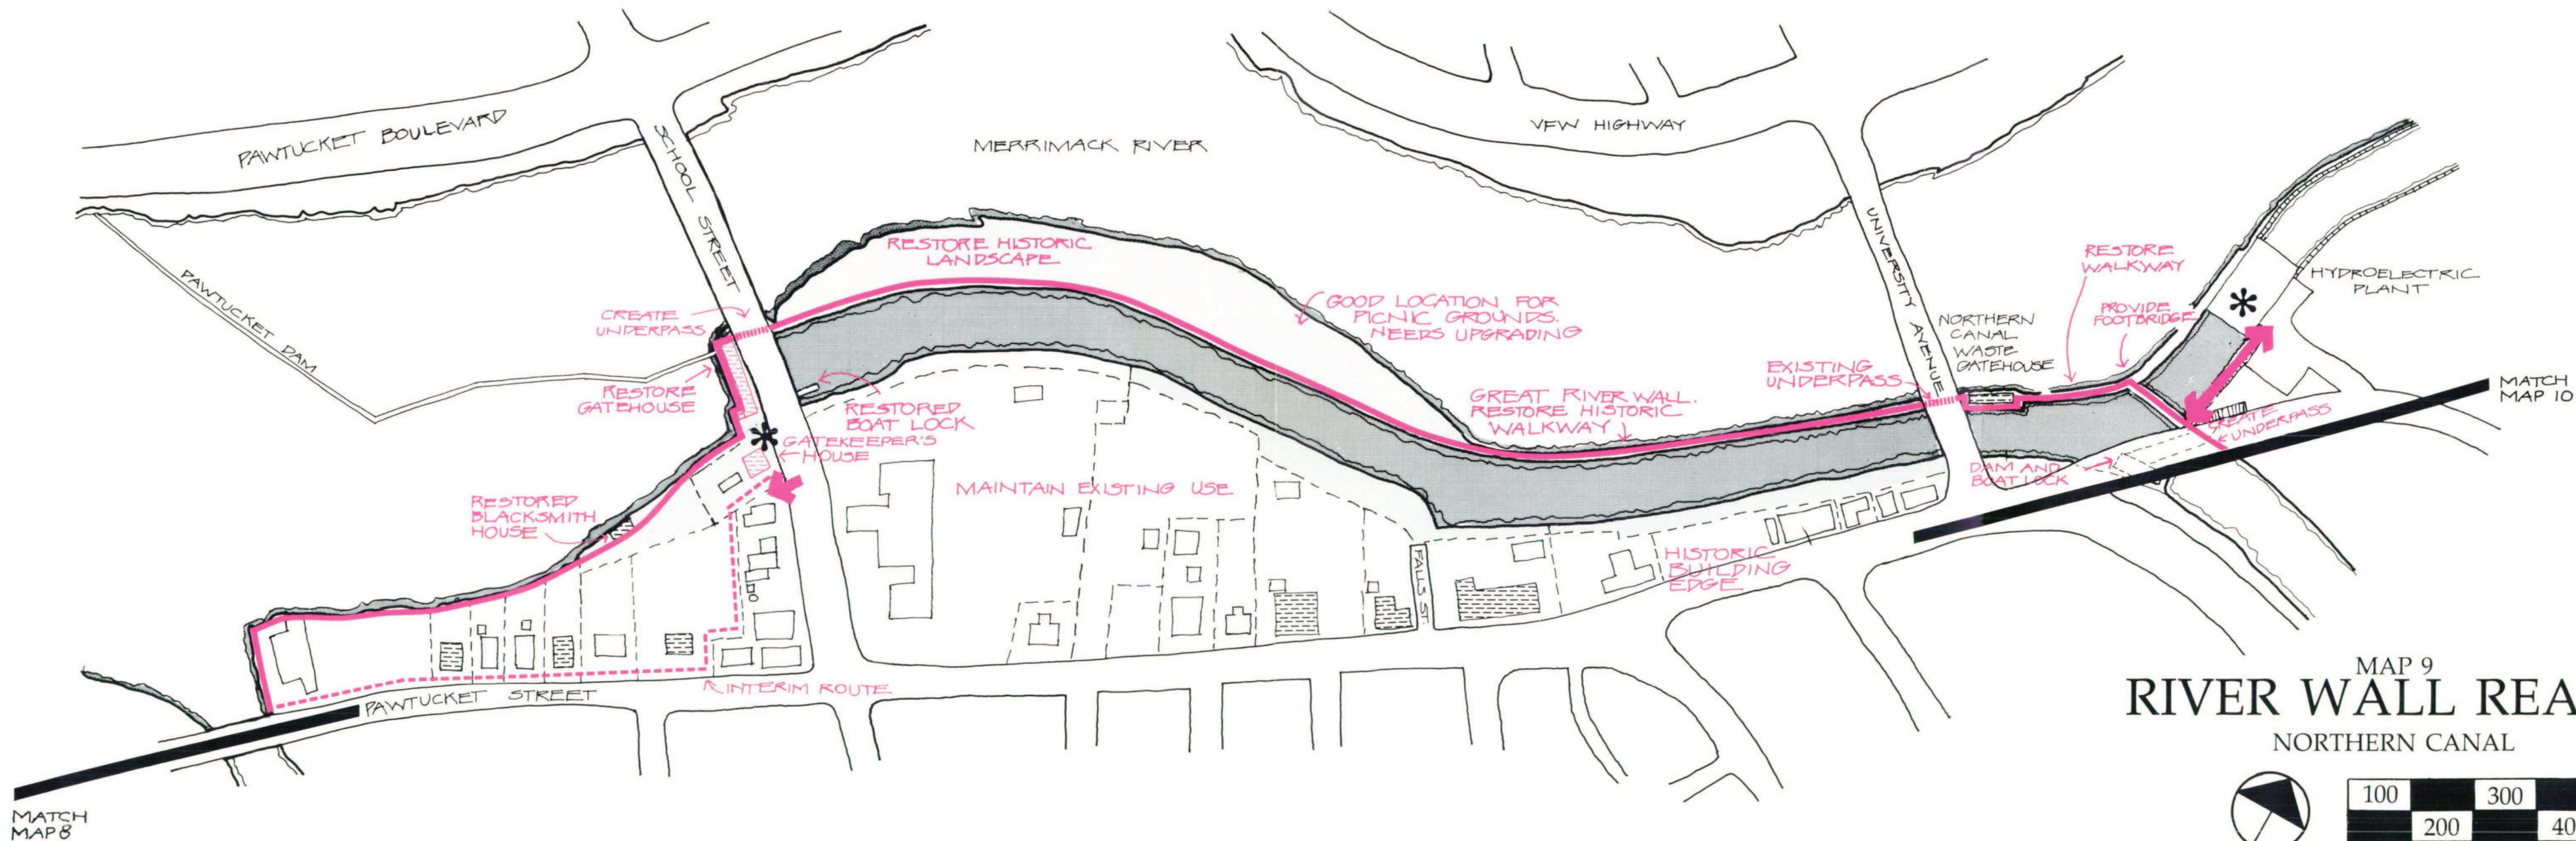 PAWTUCKET BOULEVARD
SCHOOL STREET
MERRIMACK RIVER
VFW HIGHWAY
UNIVERSITY AVENUE
PAWTUCKET DAM
RESTORE HISTORIC
LANDSCAPE
CREATE
UNDERPASS
RESTORE
GATEHOUSE
GOOD LOCATION FOR
PICNIC GROUNDS.
NEEDS UPGRADING
RESTORED
BOAT LOCK
GATEKEEPER'S
HOUSE
RESTORED
BLACKSMITH
HOUSE
MAINTAIN EXISTING USE
GREAT RIVER WALL.
RESTORE HISTORIC
WALKWAY
EXISTING
UNDERPASS
NORTHERN
CANAL
WASTE
GATEHOUSE
RESTORE
WALKWAY
PROVIDE
FOOTBRIDGE
HYDROELECTRIC
PLANT
CREATE
UNDERPASS
DAM AND
BOAT LOCK
MATCH
MAP 10
FALLS ST.
HISTORIC
BUILDING
EDGE
INTERIM ROUTE
PAWTUCKET STREET
MATCH
MAP 8
MAP 9
RIVER WALL REA
NORTHERN CANAL
100 300
200 40